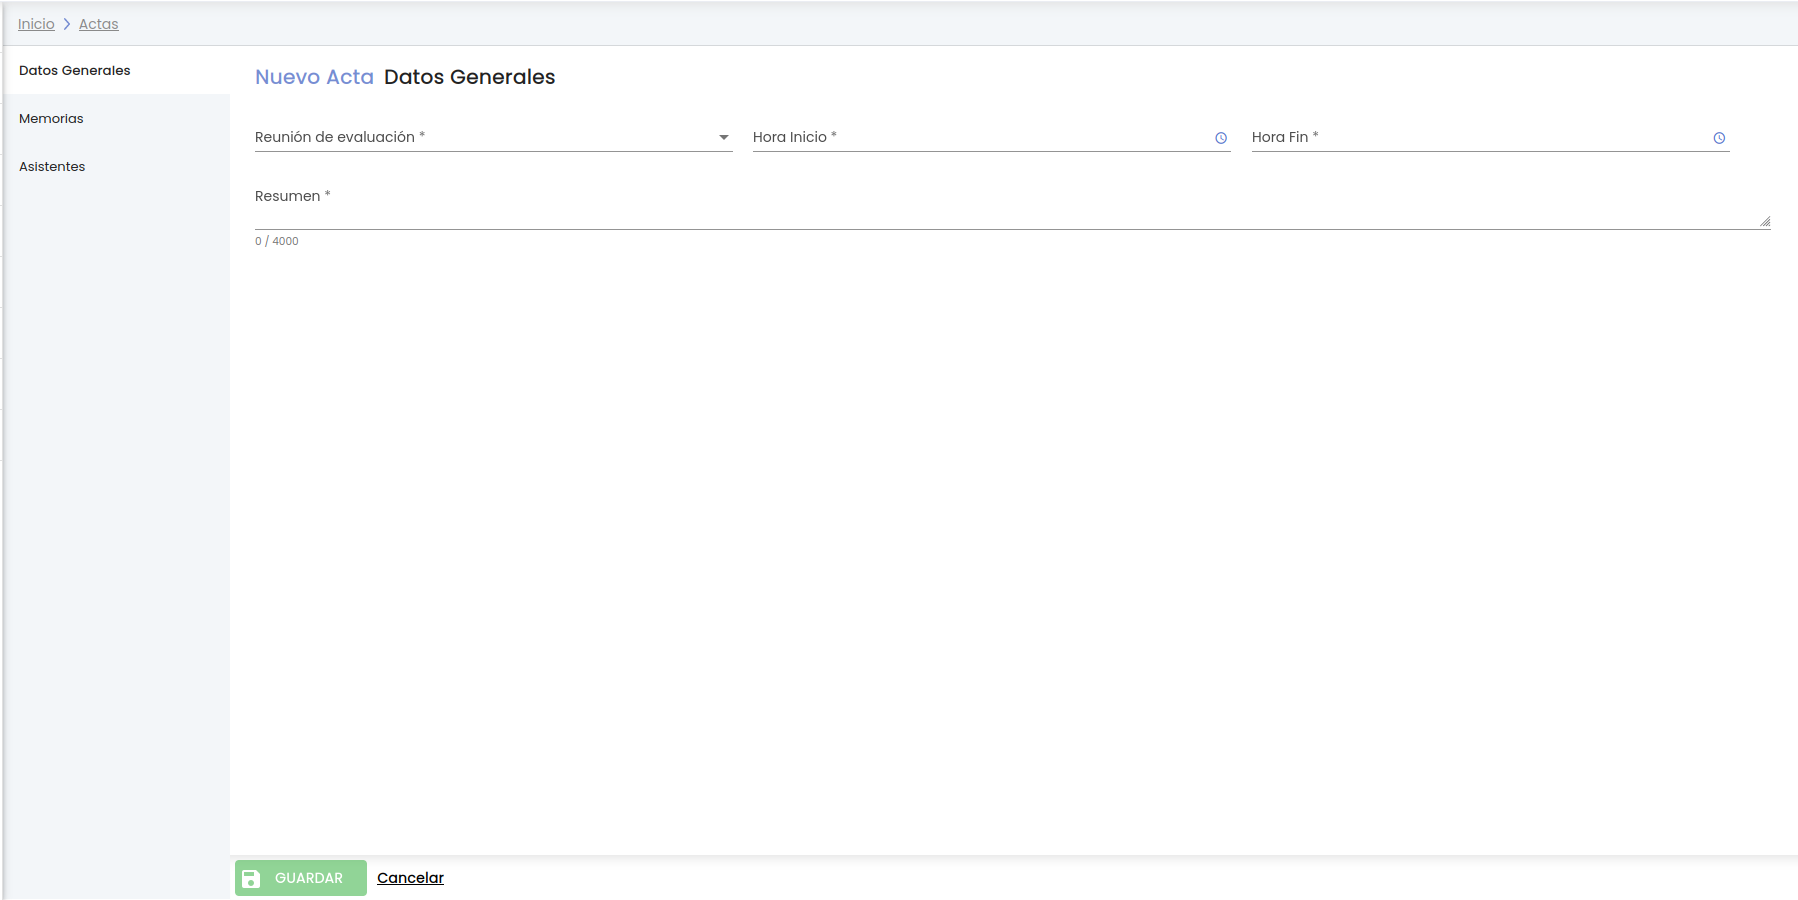 Inicio > Actas
Datos Generales
Memorias
Asistentes
Nuevo Acta Datos Generales
Reunión de evaluación *
Hora Inicio *
Hora Fin *
Resumen *
0 / 4000
GUARDAR
Cancelar